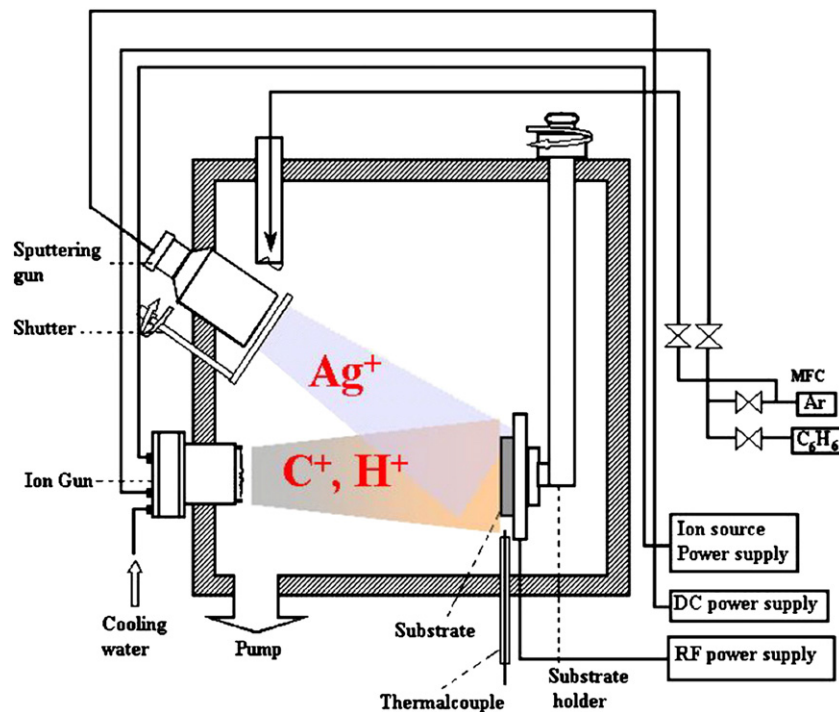 Sputtering
gun
Shutter
Ag⁺
MFC
Ar
C₆H₆
C⁺, H⁺
Ion Gun
Ion source
Power supply
Cooling
water
Pump
Substrate
DC power supply
RF power supply
Thermalcouple
Substrate
holder